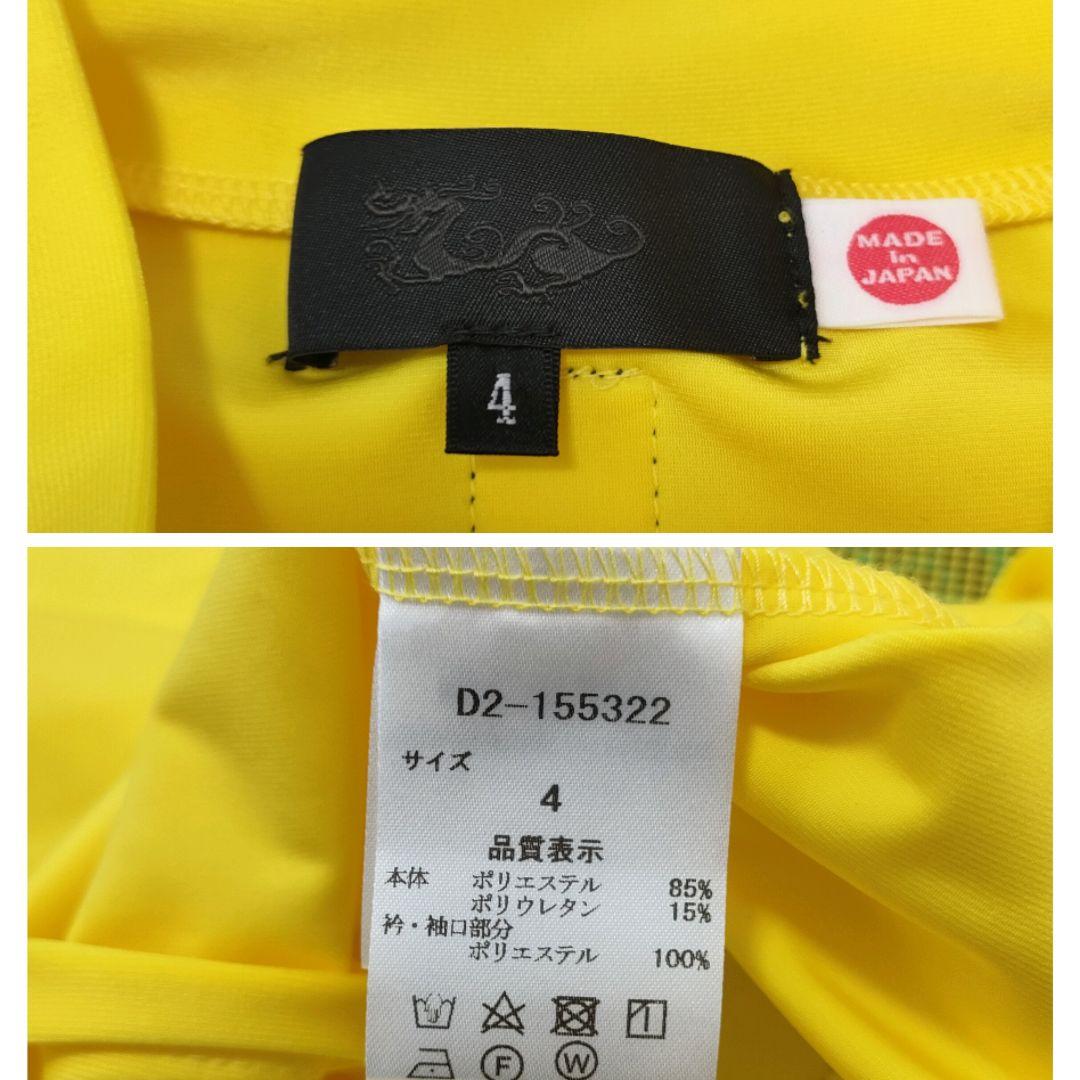 MADE
in
JAPAN
4
D2-155322
サイズ
4
品質表示
本体 ポリエステル 85%
ポリウレタン 15%
衿・袖口部分
ポリエステル 100%
F W